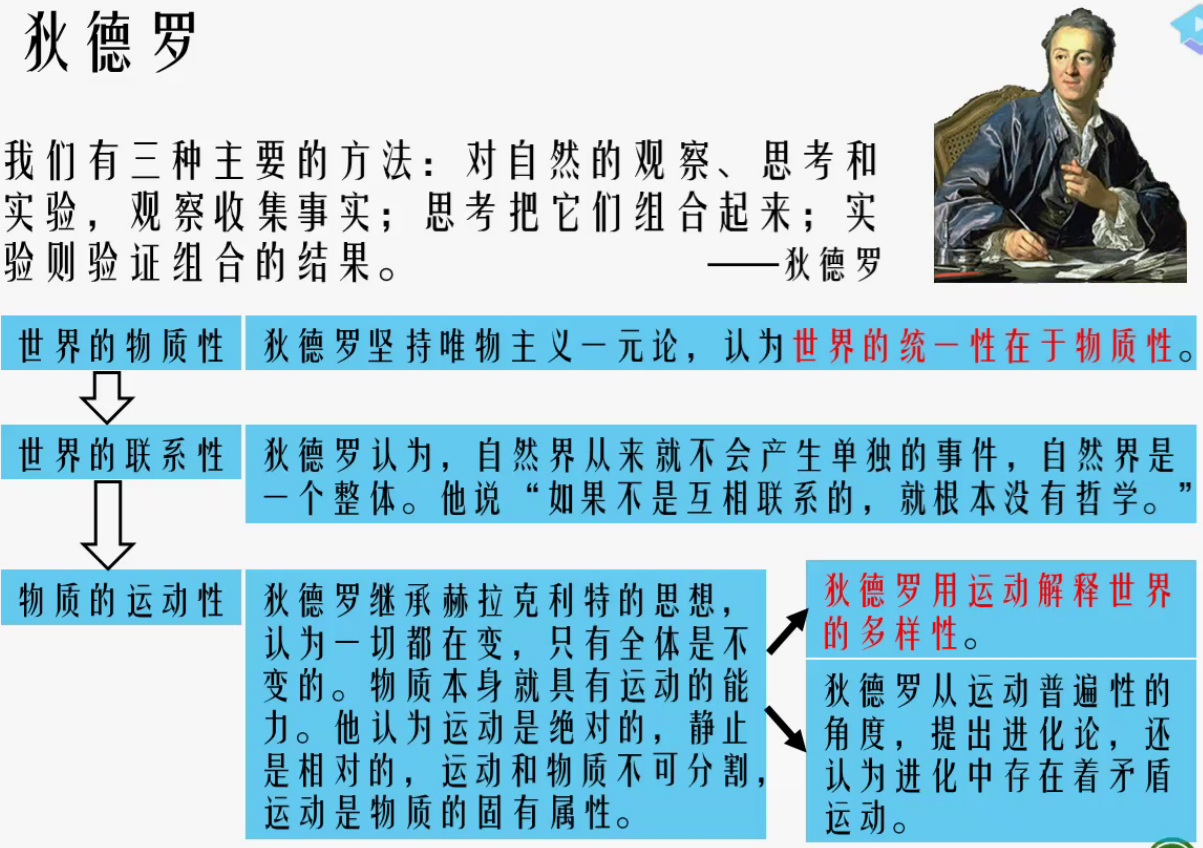 狄德罗
我们有三种主要的方法：对自然的观察、思考和
实验，观察收集事实；思考把它们组合起来；实
验则验证组合的结果。
——狄德罗
世界的物质性
狄德罗坚持唯物主义一元论，认为世界的统一性在于物质性。
世界的联系性
狄德罗认为，自然界从来就不会产生单独的事件，自然界是
一个整体。他说“如果不是互相联系的，就根本没有哲学。”
物质的运动性
狄德罗继承赫拉克利特的思想，
认为一切都在变，只有全体是不
变的。物质本身就具有运动的能
力。他认为运动是绝对的，静止
是相对的，运动和物质不可分割，
运动是物质的固有属性。
狄德罗用运动解释世界
的多样性。
狄德罗从运动普遍性的
角度，提出进化论，还
认为进化中存在着矛盾
运动。